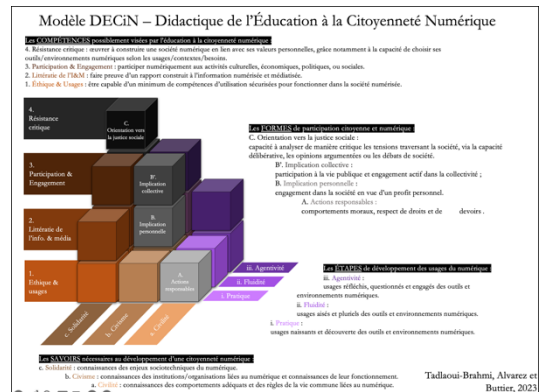 Modèle DECiN – Didactique de l'Éducation à la Citoyenneté Numérique
Les COMPÉTENCES possiblement visées par l'éducation à la citoyenneté numérique :
4. Résistance critique : œuvrer à construire une société numérique en lien avec ses valeurs personnelles, grâce notamment à la capacité de choisir ses
outils/environnements numériques selon les usages/contextes/besoins.
3. Participation & Engagement : participer numériquement aux activités culturelles, économiques, politiques, ou sociales.
2. Littératie de l'I&M : faire preuve d'un rapport construit à l'information numérisée et médiatisée.
1. Éthique & Usages : être capable d'un minimum de compétences d'utilisation sécurisées pour fonctionner dans la société numérisée.
4.
Résistance
critique
3.
Participation &
Engagement
2.
Littératie de
l'info. & média
1.
Ethique &
usages
C.
Orientation vers
la justice sociale
B'.
Implication
collective
B.
Implication
personnelle
A.
Actions
responsables
iii. Agentivité
ii. Fluidité
i. Pratique
c. Solidarité
b. Civisme
a. Civilité
Les FORMES de participation citoyenne et numérique :
C. Orientation vers la justice sociale :
capacité à analyser de manière critique les tensions traversant la société, via la capacité
délibérative, les opinions argumentées ou les débats de société.
B'. Implication collective :
participation à la vie publique et engagement actif dans la collectivité ;
B. Implication personnelle :
engagement dans la société en vue d'un profit personnel.
A. Actions responsables :
comportements moraux, respect de droits et de devoirs .
Les ÉTAPES de développement des usages du numérique :
iii. Agentivité :
usages réfléchis, questionnés et engagés des outils et
environnements numériques.
ii. Fluidité :
usages aisés et pluriels des outils et environnements numériques.
i. Pratique :
usages naissants et découverte des outils et environnements numériques.
Les SAVOIRS nécessaires au développement d'une citoyenneté numérique :
c. Solidarité : connaissances des enjeux sociotechniques du numérique.
b. Civisme : connaissances des institutions/organisations liées au numérique et connaissances de leur fonctionnement.
a. Civilité : connaissances des comportements adéquats et des règles de la vie commune liées au numérique.
Tadlaoui-Brahmi, Alvarez et
Buttier, 2023